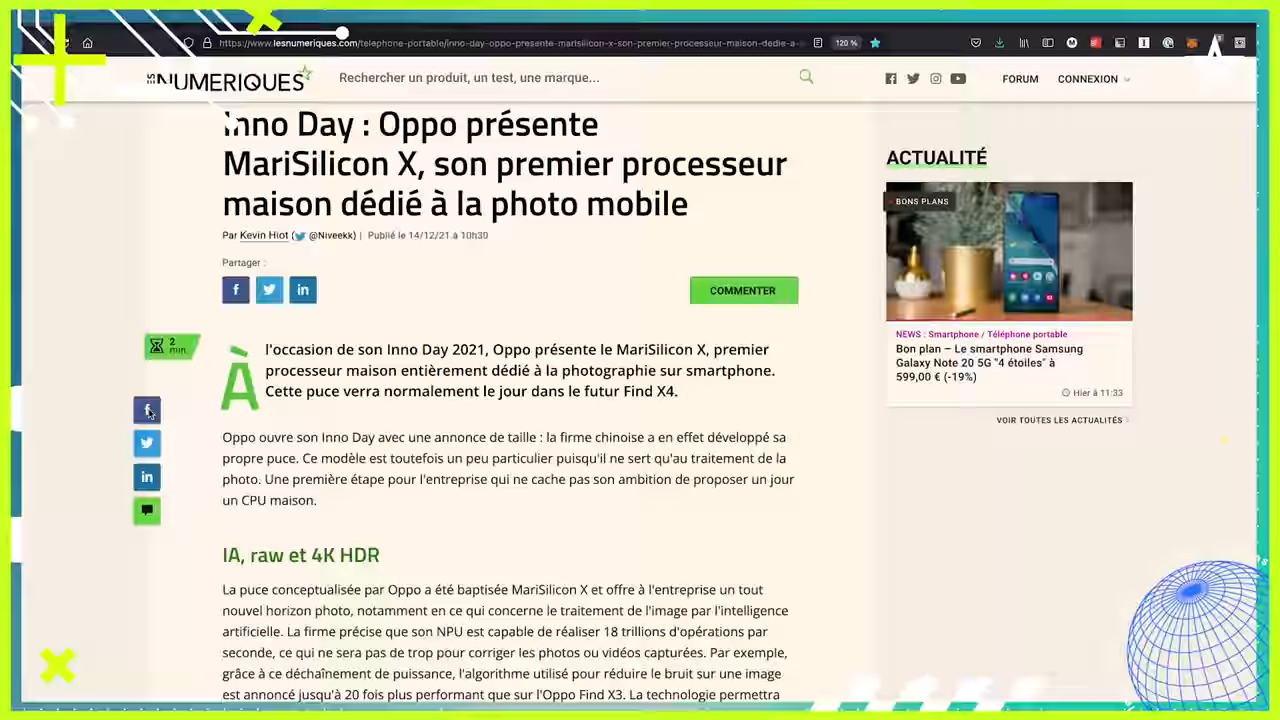 https://www.lesnumeriques.com/telephone-portable/inno-day-oppo-presente-marisilicon-x-son-premier-processeur-maison-dedie-a-
120 %
LES NUMERIQUES
Rechercher un produit, un test, une marque...
FORUM
CONNEXION
Inno Day : Oppo présente
MariSilicon X, son premier processeur
maison dédié à la photo mobile
Par Kevin Hiot (@Niveekk) | Publié le 14/12/21 à 10h30
Partager :
COMMENTER
2
min.
À l'occasion de son Inno Day 2021, Oppo présente le MariSilicon X, premier
processeur maison entièrement dédié à la photographie sur smartphone.
Cette puce verra normalement le jour dans le futur Find X4.
Oppo ouvre son Inno Day avec une annonce de taille : la firme chinoise a en effet développé sa
propre puce. Ce modèle est toutefois un peu particulier puisqu'il ne sert qu'au traitement de la
photo. Une première étape pour l'entreprise qui ne cache pas son ambition de proposer un jour
un CPU maison.
IA, raw et 4K HDR
La puce conceptualisée par Oppo a été baptisée MariSilicon X et offre à l'entreprise un tout
nouvel horizon photo, notamment en ce qui concerne le traitement de l'image par l'intelligence
artificielle. La firme précise que son NPU est capable de réaliser 18 trillions d'opérations par
seconde, ce qui ne sera pas de trop pour corriger les photos ou vidéos capturées. Par exemple,
grâce à ce déchaînement de puissance, l'algorithme utilisé pour réduire le bruit sur une image
est annoncé jusqu'à 20 fois plus performant que sur l'Oppo Find X3. La technologie permettra
ACTUALITÉ
BONS PLANS
NEWS : Smartphone / Téléphone portable
Bon plan – Le smartphone Samsung
Galaxy Note 20 5G "4 étoiles" à
599,00 € (-19%)
Hier à 11:33
VOIR TOUTES LES ACTUALITÉS